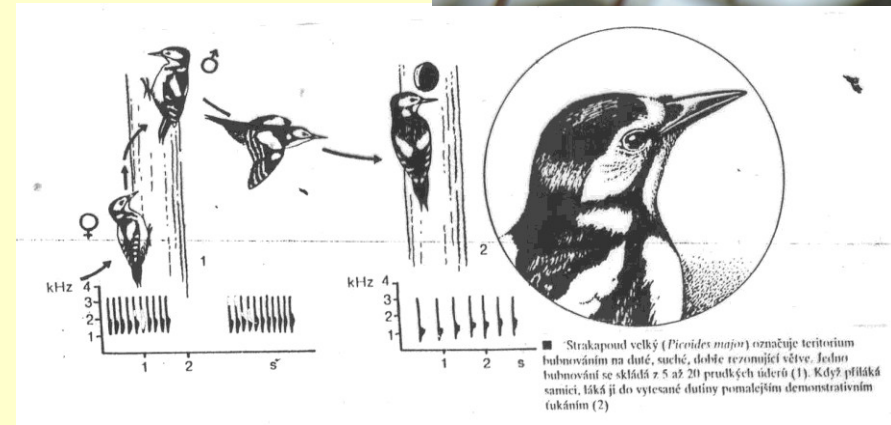 ♂
♀
1
2
kHz
4
3
2
1
1 2 s
kHz
4
3
2
1
1 2 s
■ Strakapoud velký (Picoides major) označuje teritorium
bubnováním na duté, suché, dobře rezonující větve. Jedno
bubnování se skládá z 5 až 20 prudkých úderů (1). Když přiláká
samici, láká ji do vytesané dutiny pomalejším demonstrativním
ťukáním (2)